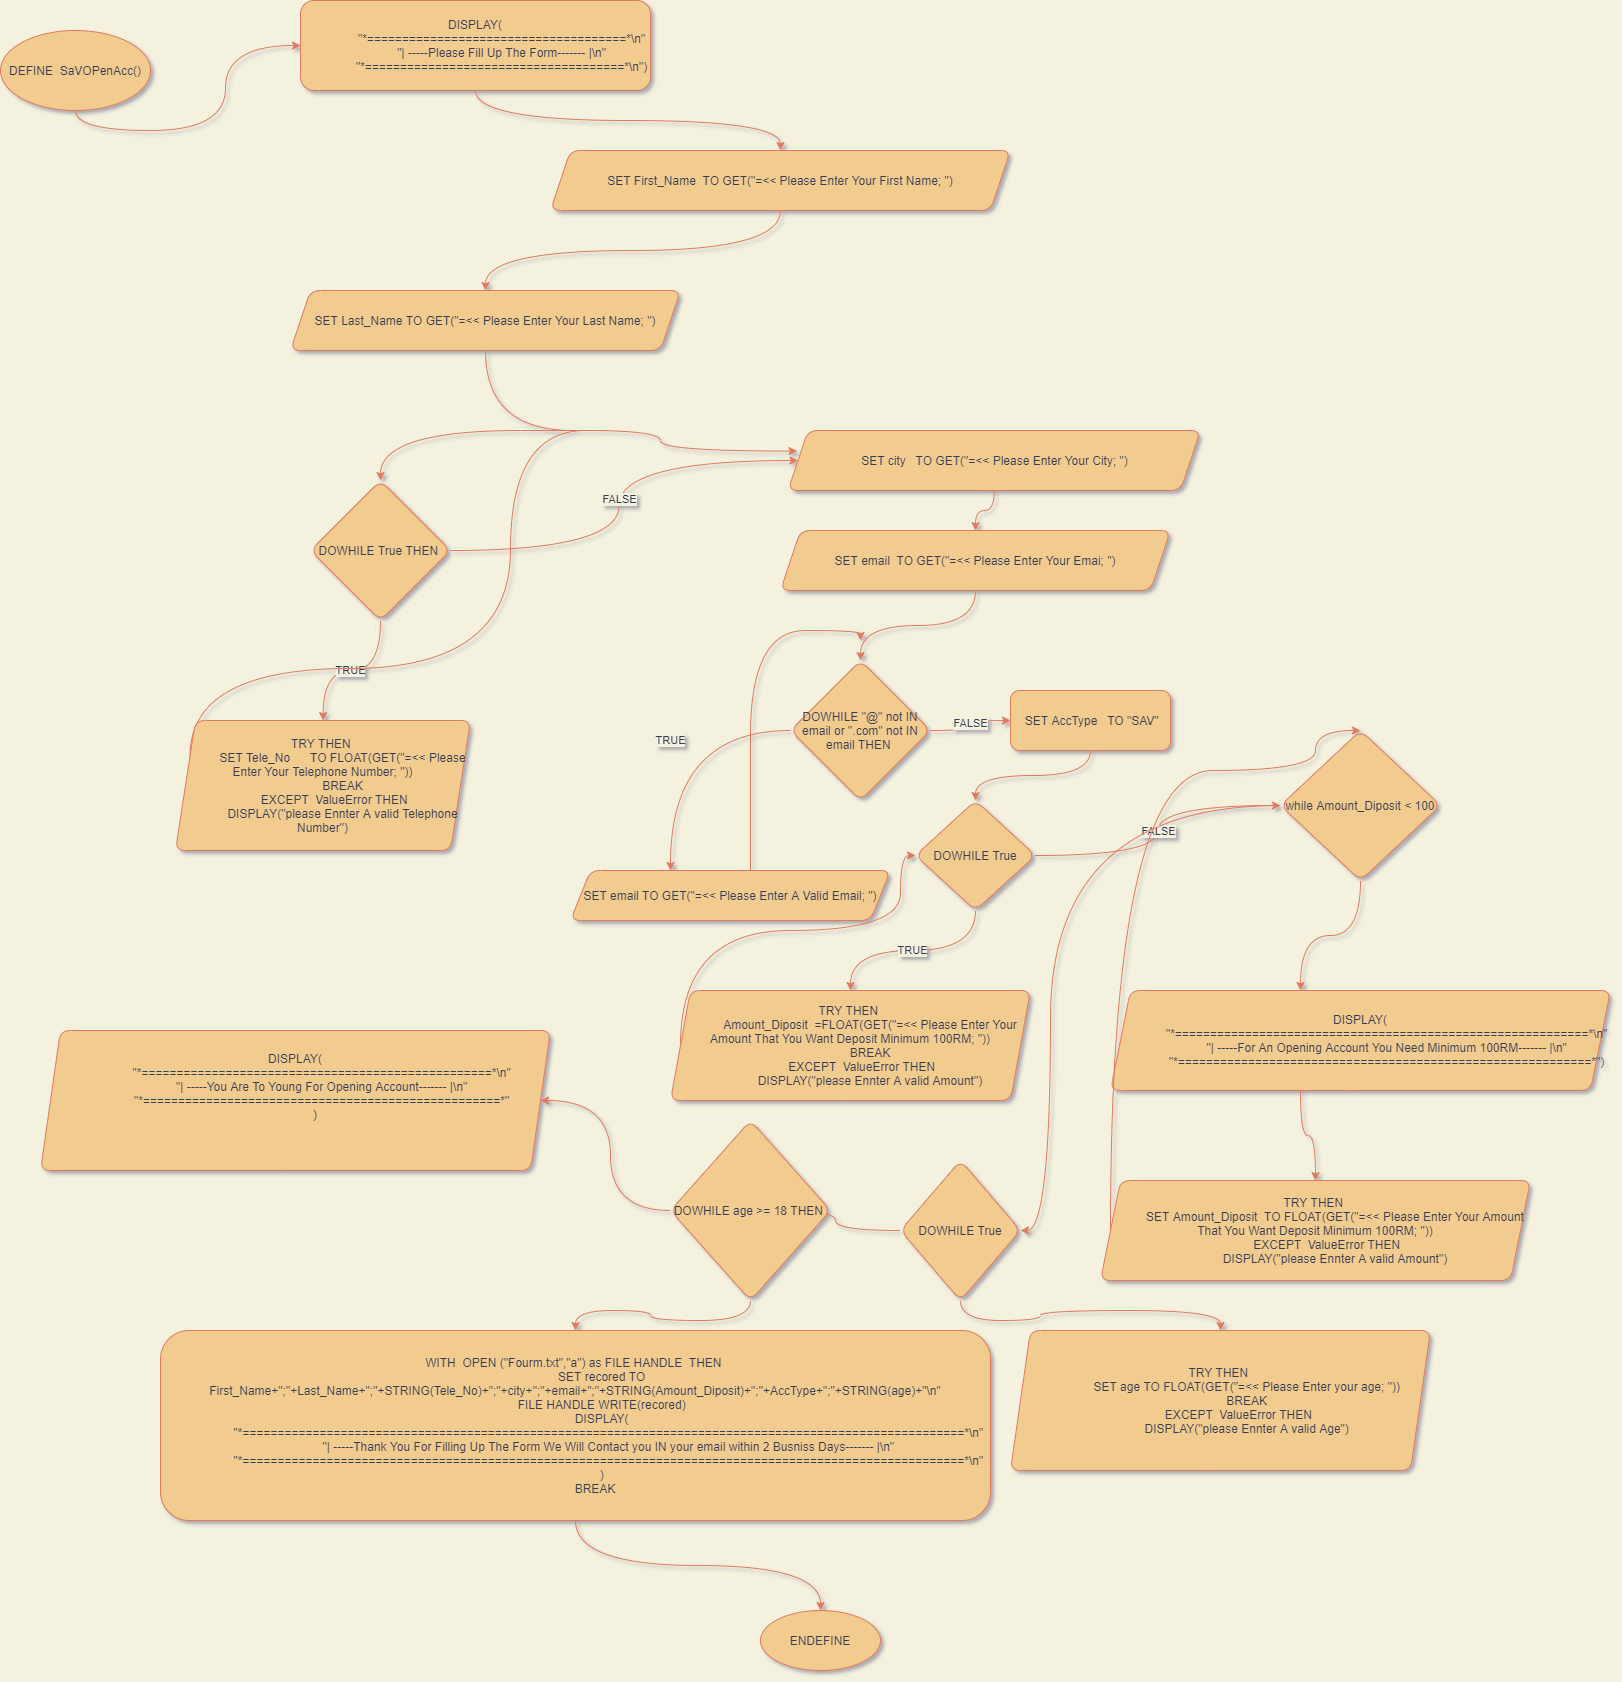 DEFINE  SaVOPenAcc()
DISPLAY(
"*=====================================*\n"
"| -----Please Fill Up The Form------- |\n"
"*=====================================*\n")
SET First_Name  TO GET("=<< Please Enter Your First Name; ")
SET Last_Name TO GET("=<< Please Enter Your Last Name; ")
SET city   TO GET("=<< Please Enter Your City; ")
FALSE
DOWHILE True THEN
SET email  TO GET("=<< Please Enter Your Emai; ")
TRUE
TRY THEN
SET Tele_No      TO FLOAT(GET("=<< Please
Enter Your Telephone Number; "))
BREAK
EXCEPT  ValueError THEN
DISPLAY("please Ennter A valid Telephone
Number")
DOWHILE "@" not IN
email or ".com" not IN
email THEN
FALSE
SET AccType   TO "SAV"
TRUE
while Amount_Diposit < 100
FALSE
DOWHILE True
SET email TO GET("=<< Please Enter A Valid Email; ")
TRUE
TRY THEN
Amount_Diposit  =FLOAT(GET("=<< Please Enter Your
Amount That You Want Deposit Minimum 100RM; "))
BREAK
EXCEPT  ValueError THEN
DISPLAY("please Ennter A valid Amount")
DISPLAY(
"*===========================================================*\n"
"| -----For An Opening Account You Need Minimum 100RM------- |\n"
"*===========================================================*")
DISPLAY(
"*==================================================*\n"
"| -----You Are To Young For Opening Account------- |\n"
"*===================================================*"
)
DOWHILE age >= 18 THEN
DOWHILE True
TRY THEN
SET Amount_Diposit  TO FLOAT(GET("=<< Please Enter Your Amount
That You Want Deposit Minimum 100RM; "))
EXCEPT  ValueError THEN
DISPLAY("please Ennter A valid Amount")
WITH  OPEN ("Fourm.txt","a") as FILE HANDLE  THEN
SET recored TO
First_Name+";"+Last_Name+";"+STRING(Tele_No)+";"+city+";"+email+";"+STRING(Amount_Diposit)+";"+AccType+";"+STRING(age)+"\n"
FILE HANDLE WRITE(recored)
DISPLAY(
"*=======================================================================================================*\n"
"| -----Thank You For Filling Up The Form We Will Contact you IN your email within 2 Busniss Days------- |\n"
"*=======================================================================================================*\n"
)
BREAK
TRY THEN
SET age TO FLOAT(GET("=<< Please Enter your age; "))
BREAK
EXCEPT  ValueError THEN
DISPLAY("please Ennter A valid Age")
ENDEFINE